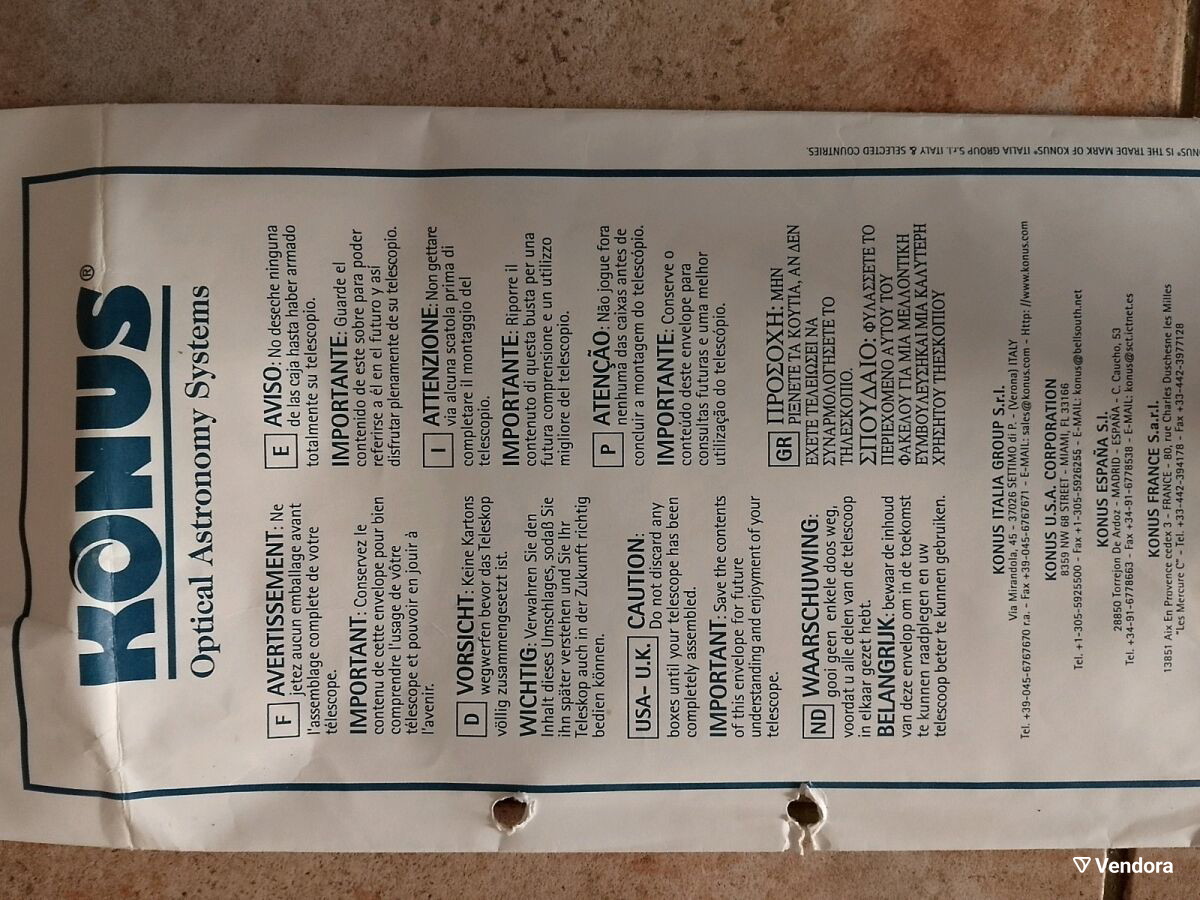 KONUS®
Optical Astronomy Systems
F AVERTISSEMENT: Ne
jetez aucun emballage avant
l'assemblage complete de vôtre
télescope.
IMPORTANT: Conservez le
contenu de cette envelope pour bien
comprendre l'usage de vôtre
télescope et pouvoir en jouir à
l'avenir.
D VORSICHT: Keine Kartons
wegwerfen bevor das Teleskop
völlig zusammengesetzt ist.
WICHTIG: Verwahren Sie den
Inhalt dieses Umschlages, sodaß Sie
ihn später verstehen und Sie Ihr
Teleskop auch in der Zukunft richtig
bedien können.
USA- U.K. CAUTION:
Do not discard any
boxes until your telescope has been
completely assembled.
IMPORTANT: Save the contents
of this envelope for future
understanding and enjoyment of your
telescope.
ND WAARSCHUWING:
gooi geen enkele doos weg,
voordat u alle delen van de telescoop
in elkaar gezet hebt.
BELANGRIJK: bewaar de inhoud
van deze envelop om in de toekomst
te kunnen raadplegen en uw
telescoop beter te kunnen gebruiken.
E AVISO: No deseche ninguna
de las caja hasta haber armado
totalmente su telescopio.
IMPORTANTE: Guarde el
contenido de este sobre para poder
referirse a él en el futuro y así
disfrutar plenamente de su telescopio.
I ATTENZIONE: Non gettare
via alcuna scatola prima di
completare il montaggio del
telescopio.
IMPORTANTE: Riporre il
contenuto di questa busta per una
futura comprensione e un utilizzo
migliore del telescopio.
P ATENÇÃO: Não jogue fora
nenhuma das caixas antes de
concluir a montagem do telescópio.
IMPORTANTE: Conserve o
conteúdo deste envelope para
consultas futuras e uma melhor
utilização do telescópio.
GR ΠΡΟΣΟΧΗ: ΜΗΝ
ΡΙΕΝΕΤΕ ΤΑ ΚΟΥΤΙΑ, ΑΝ ΔΕΝ
ΕΧΕΤΕ ΤΕΛΕΙΩΣΕΙ ΝΑ
ΣΥΝΑΡΜΟΛΟΓΗΣΕΤΕ ΤΟ
ΤΗΛΕΣΚΟΠΙΟ.
ΣΠΟΥΔΑΙΟ: ΦΥΛΑΣΣΕΤΕ ΤΟ
ΠΕΡΙΕΧΟΜΕΝΟ ΑΥΤΟΥ ΤΟΥ
ΦΑΚΕΛΟΥ ΓΙΑ ΜΙΑ ΜΕΛΛΟΝΤΙΚΗ
ΣΥΜΒΟΥΛΕΥΣΗ ΚΑΙ ΜΙΑ ΚΑΛΥΤΕΡΗ
ΧΡΗΣΗ ΤΟΥ ΤΗΕΣΚΟΠΙΟΥ
KONUS ITALIA GROUP S.r.l.
Via Mirandola, 45 - 37026 SETTIMO di P. - (Verona) ITALY
Tel. +39-045-6767670 r.a. - Fax +39-045-6767671 - E-MAIL: sales@konus.com - Http: //www.konus.com
KONUS U.S.A. CORPORATION
8359 NW 68 STREET - MIAMI, FL 33166
Tel. +1-305-5925500 - Fax +1-305-5926255 - E-MAIL: konus@bellsouth.net
KONUS ESPAÑA S.l.
28850 Torrejon De Ardoz - MADRID - ESPAÑA - C. Caucho, 53
Tel. +34-91-6778663 - Fax +34-91-6778538 - E-MAIL: konus@sct.ictnet.es
KONUS FRANCE S.a.r.l.
13851 Aix En Provence cedex 3 - FRANCE - 80, rue Charles Duschesne les Milles
"Les Mercure C" - Tel. +33-442-394178 - Fax +33-442-3977128
ONUS® IS THE TRADE MARK OF KONUS® ITALIA GROUP S.r.l. ITALY & SELECTED COUNTRIES.
Vendora